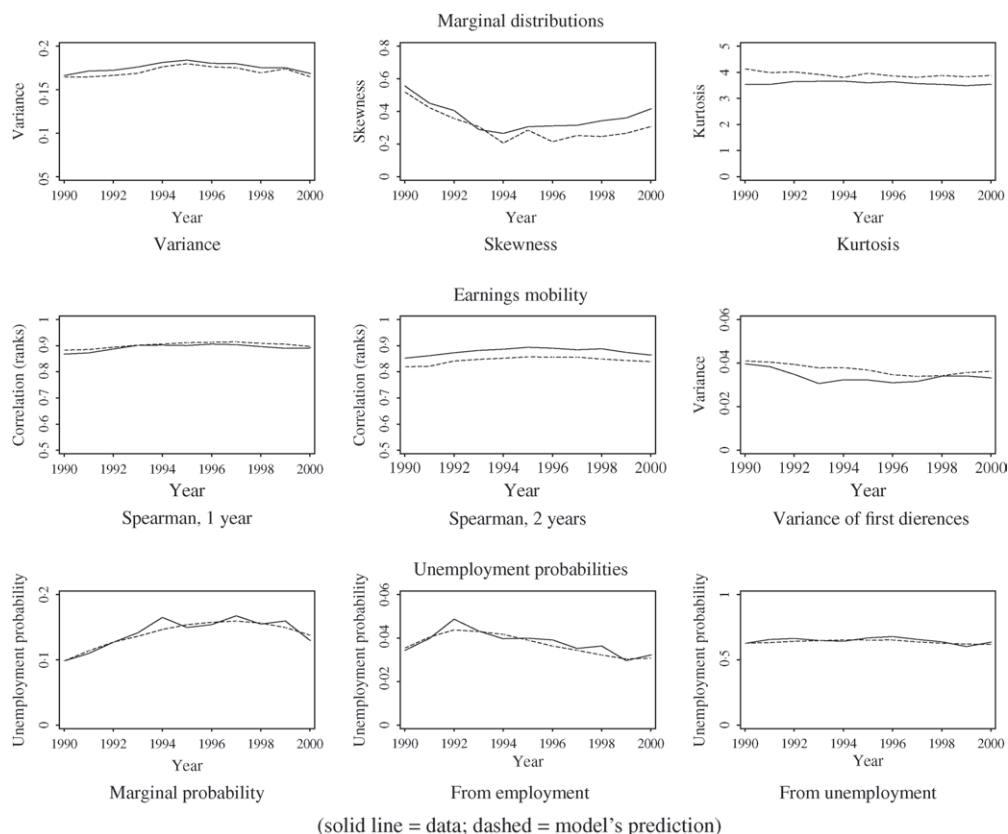 Marginal distributions
Variance
0·2
0·15
0·1
05
1990 1992 1994 1996 1998 2000
Year
Variance
Skewness
0·8
0·6
0·4
0·2
0
1990 1992 1994 1996 1998 2000
Year
Skewness
Kurtosis
5
4
3
2
1
0
1990 1992 1994 1996 1998 2000
Year
Kurtosis
Earnings mobility
Correlation (ranks)
1
0·9
0·8
0·7
0·6
0·5
1990 1992 1994 1996 1998 2000
Year
Spearman, 1 year
Correlation (ranks)
1
0·9
0·8
0·7
0·6
0·5
1990 1992 1994 1996 1998 2000
Year
Spearman, 2 years
Variance
0·06
0·04
0·02
0
1990 1992 1994 1996 1998 2000
Year
Variance of first dierences
Unemployment probabilities
Unemployment probability
0·2
0·1
0
1990 1992 1994 1996 1998 2000
Year
Marginal probability
Unemployment probability
0·06
0·04
0·02
0
1990 1992 1994 1996 1998 2000
Year
From employment
Unemployment probability
1
0·5
0
1990 1992 1994 1996 1998 2000
Year
From unemployment
(solid line = data; dashed = model’s prediction)